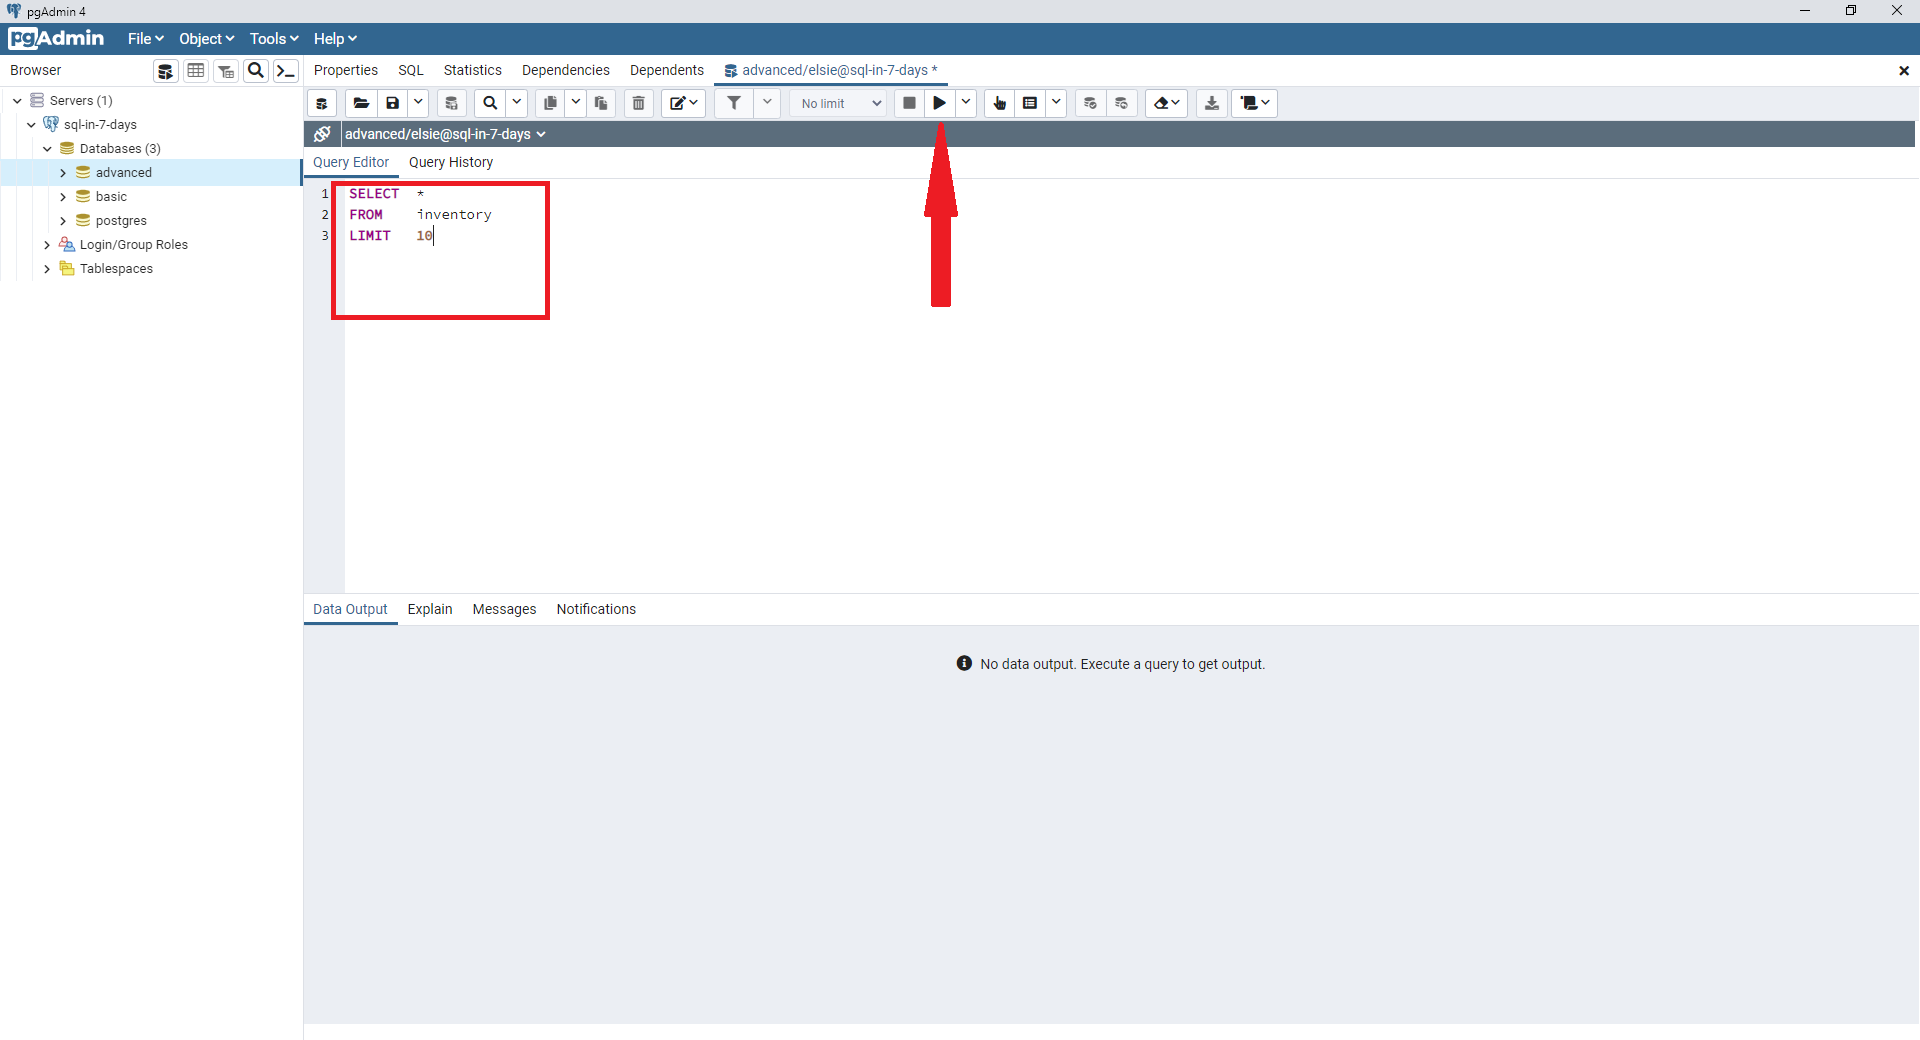 pgAdmin 4
pgAdmin File Object Tools Help
Browser
Properties SQL Statistics Dependencies Dependents advanced/elsie@sql-in-7-days *
Servers (1)
sql-in-7-days
Databases (3)
advanced
basic
postgres
Login/Group Roles
Tablespaces
No limit
advanced/elsie@sql-in-7-days
Query Editor Query History
1 SELECT *
2 FROM inventory
3 LIMIT 10
Data Output Explain Messages Notifications
No data output. Execute a query to get output.